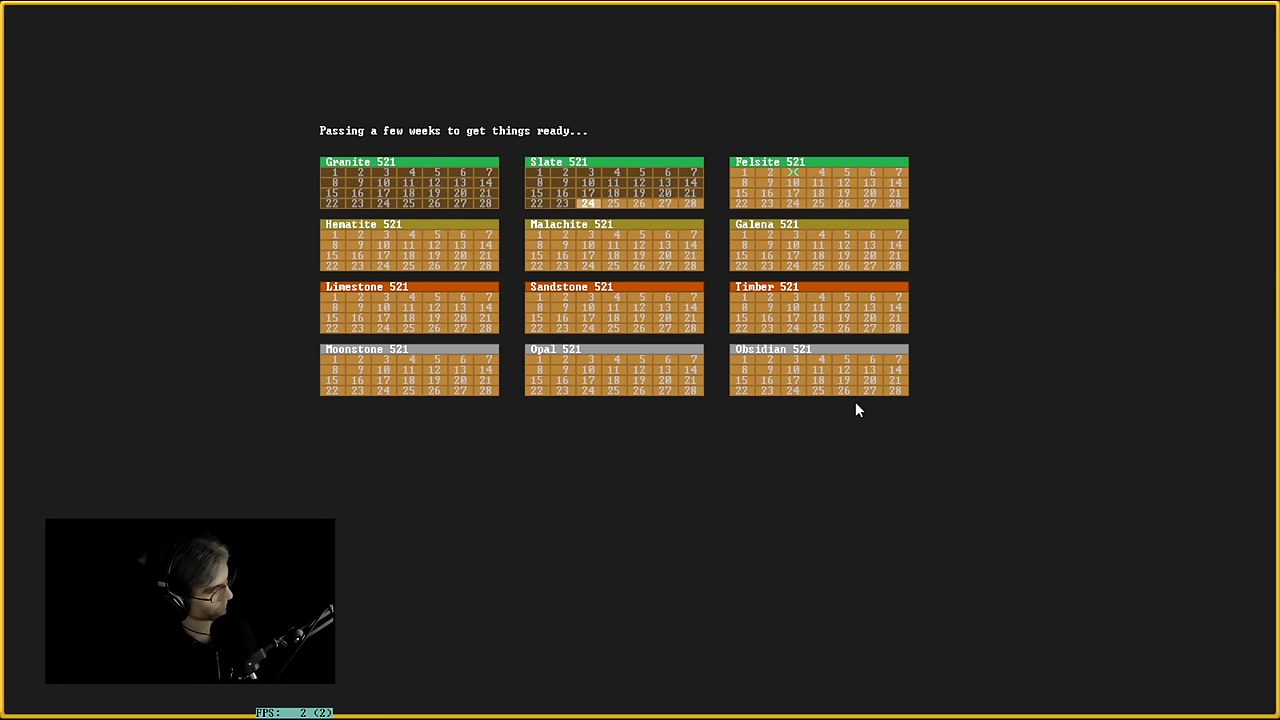 Passing a few weeks to get things ready...
Granite 521 Slate 521 Felsite 521
1 2 3 4 5 6 7 1 2 3 4 5 6 7 1 2 4 5 6 7
8 9 10 11 12 13 14 8 9 10 11 12 13 14 8 9 10 11 12 13 14
15 16 17 18 19 20 21 15 16 17 18 19 20 21 15 16 17 18 19 20 21
22 23 24 25 26 27 28 22 23 24 25 26 27 28 22 23 24 25 26 27 28
Hematite 521 Malachite 521 Galena 521
1 2 3 4 5 6 7 1 2 3 4 5 6 7 1 2 3 4 5 6 7
8 9 10 11 12 13 14 8 9 10 11 12 13 14 8 9 10 11 12 13 14
15 16 17 18 19 20 21 15 16 17 18 19 20 21 15 16 17 18 19 20 21
22 23 24 25 26 27 28 22 23 24 25 26 27 28 22 23 24 25 26 27 28
Limestone 521 Sandstone 521 Timber 521
1 2 3 4 5 6 7 1 2 3 4 5 6 7 1 2 3 4 5 6 7
8 9 10 11 12 13 14 8 9 10 11 12 13 14 8 9 10 11 12 13 14
15 16 17 18 19 20 21 15 16 17 18 19 20 21 15 16 17 18 19 20 21
22 23 24 25 26 27 28 22 23 24 25 26 27 28 22 23 24 25 26 27 28
Moonstone 521 Opal 521 Obsidian 521
1 2 3 4 5 6 7 1 2 3 4 5 6 7 1 2 3 4 5 6 7
8 9 10 11 12 13 14 8 9 10 11 12 13 14 8 9 10 11 12 13 14
15 16 17 18 19 20 21 15 16 17 18 19 20 21 15 16 17 18 19 20 21
22 23 24 25 26 27 28 22 23 24 25 26 27 28 22 23 24 25 26 27 28
FPS: 2 (2)